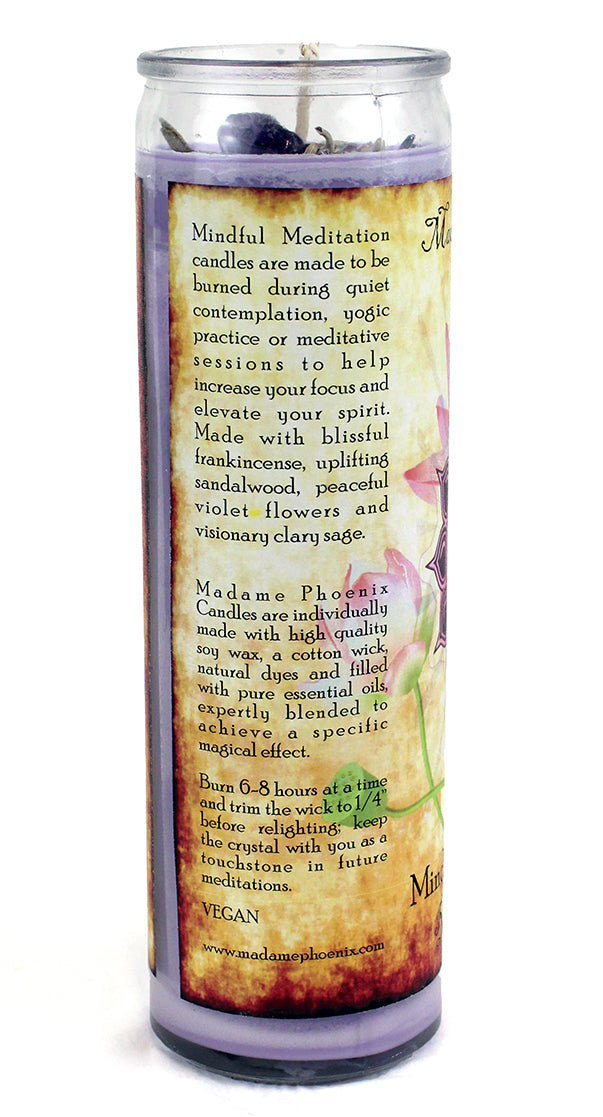 Mindful Meditation
candles are made to be
burned during quiet
contemplation, yogic
practice or meditative
sessions to help
increase your focus and
elevate your spirit.
Made with blissful
frankincense, uplifting
sandalwood, peaceful
violet flowers and
visionary clary sage.
Madame Phoenix
Candles are individually
made with high quality
soy wax, a cotton wick,
natural dyes and filled
with pure essential oils,
expertly blended to
achieve a specific
magical effect.
Burn 6-8 hours at a time
and trim the wick to 1/4"
before relighting; keep
the crystal with you as a
touchstone in future
meditations.
VEGAN
www.madamephoenix.com